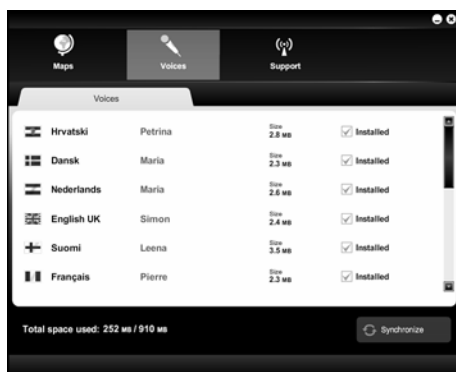 Maps Voices Support
Voices
Hrvatski Petrina Size 2.8 MB Installed
Dansk Maria Size 2.3 MB Installed
Nederlands Maria Size 2.6 MB Installed
English UK Simon Size 2.4 MB Installed
Suomi Leena Size 3.5 MB Installed
Français Pierre Size 2.3 MB Installed
Total space used: 252 MB / 910 MB Synchronize